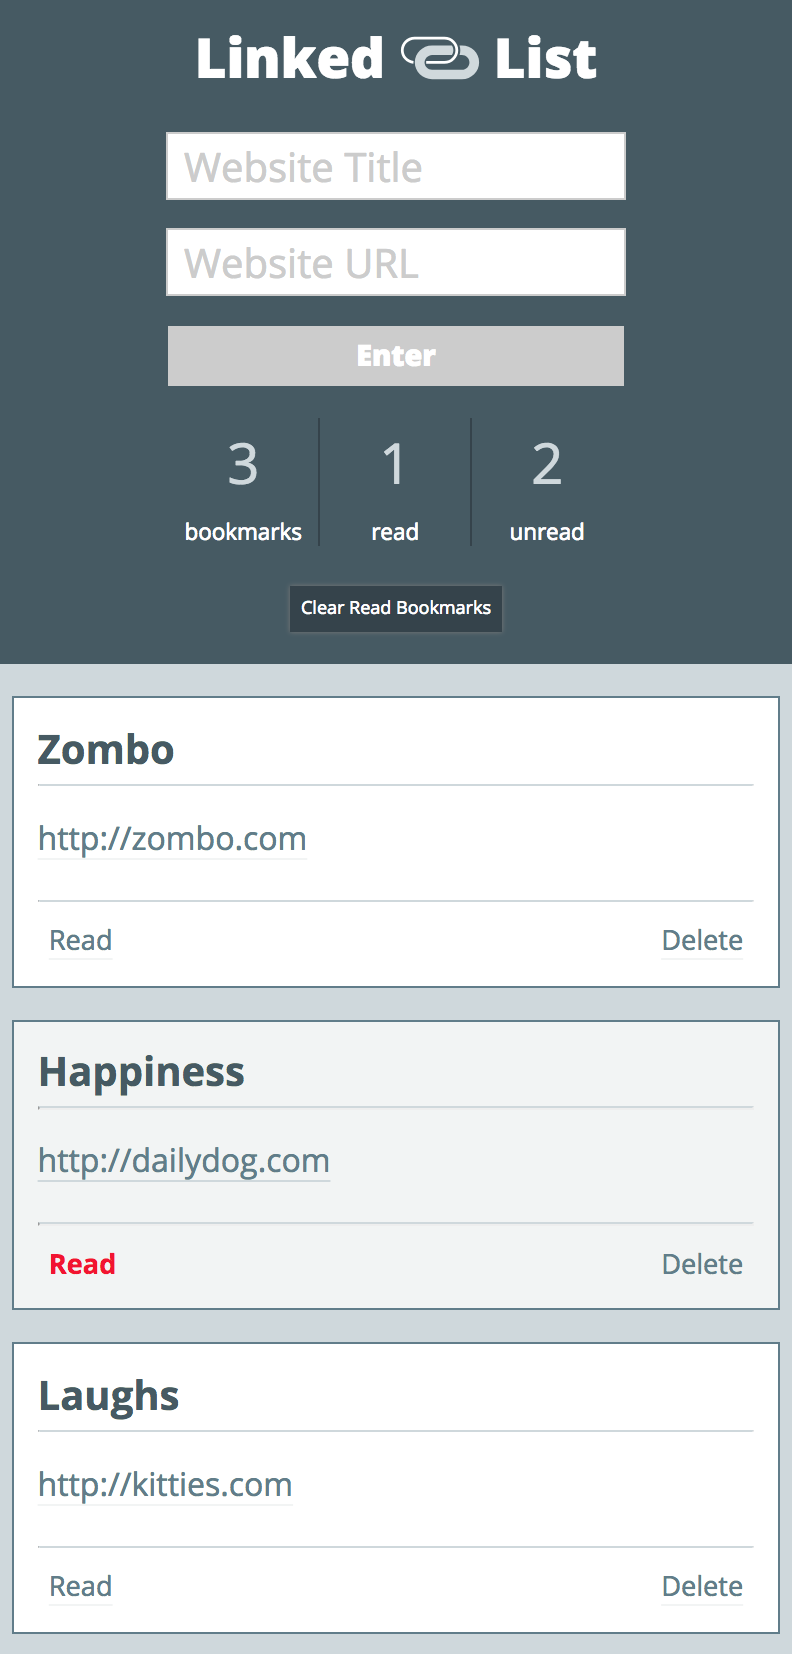 Linked List
Website Title
Website URL
Enter
3 1 2
bookmarks read unread
Clear Read Bookmarks
Zombo
http://zombo.com
Read Delete
Happiness
http://dailydog.com
Read Delete
Laughs
http://kitties.com
Read Delete